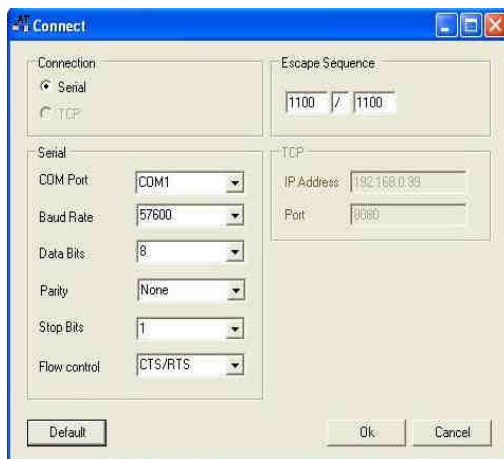 AT Connect
Connection
Serial
TCP
Escape Sequence
1100 / 1100
Serial
COM Port COM1
Baud Rate 57600
Data Bits 8
Parity None
Stop Bits 1
Flow control CTS/RTS
TCP
IP Address 192.168.0.39
Port 8080
Default
Ok
Cancel